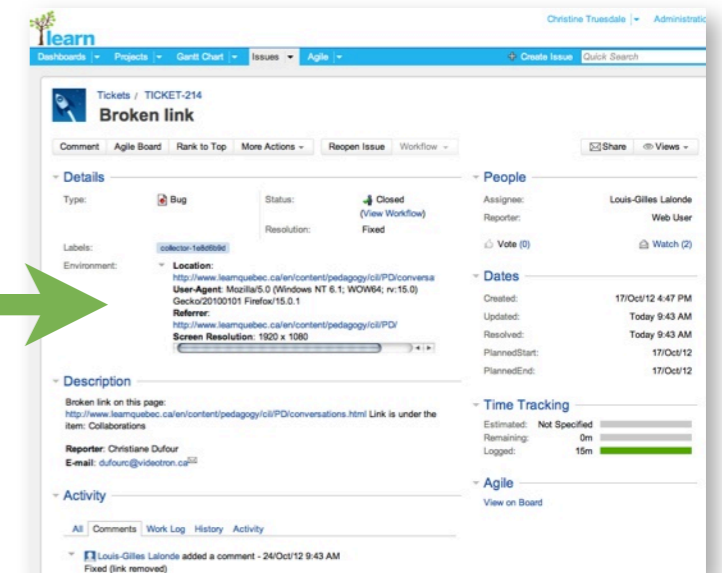 learn
Christine Truesdale
Dashboards Projects Gantt Chart Issues Agile
Create Issue Quick Search
Tickets / TICKET-214
Broken link
Comment Agile Board Rank to Top More Actions Reopen Issue Workflow
Share Views
Details
Type: Bug
Status: Closed
(View Workflow)
Resolution: Fixed
Labels:
Environment: Location:
http://www.learnquebec.ca/en/content/pedagogy/cil/PD/conversa
User-Agent: Mozilla/5.0 (Windows NT 6.1; WOW64; rv:15.0)
Gecko/20100101 Firefox/15.0.1
Referrer:
http://www.learnquebec.ca/en/content/pedagogy/cil/PD/
Screen Resolution: 1920 x 1080
Description
Broken link on this page:
http://www.learnquebec.ca/en/content/pedagogy/cil/PD/conversations.html Link is under the
item: Collaborations
Reporter: Christiane Dufour
E-mail: dufourc@videotron.ca
Activity
All Comments Work Log History Activity
Louis-Gilles Lalonde added a comment - 24/Oct/12 9:43 AM
Fixed (link removed)
People
Assignee: Louis-Gilles Lalonde
Reporter: Web User
Vote (0) Watch (2)
Dates
Created: 17/Oct/12 4:47 PM
Updated: Today 9:43 AM
Resolved: Today 9:43 AM
PlannedStart: 17/Oct/12
PlannedEnd: 17/Oct/12
Time Tracking
Estimated: Not Specified
Remaining: 0m
Logged: 15m
Agile
View on Board